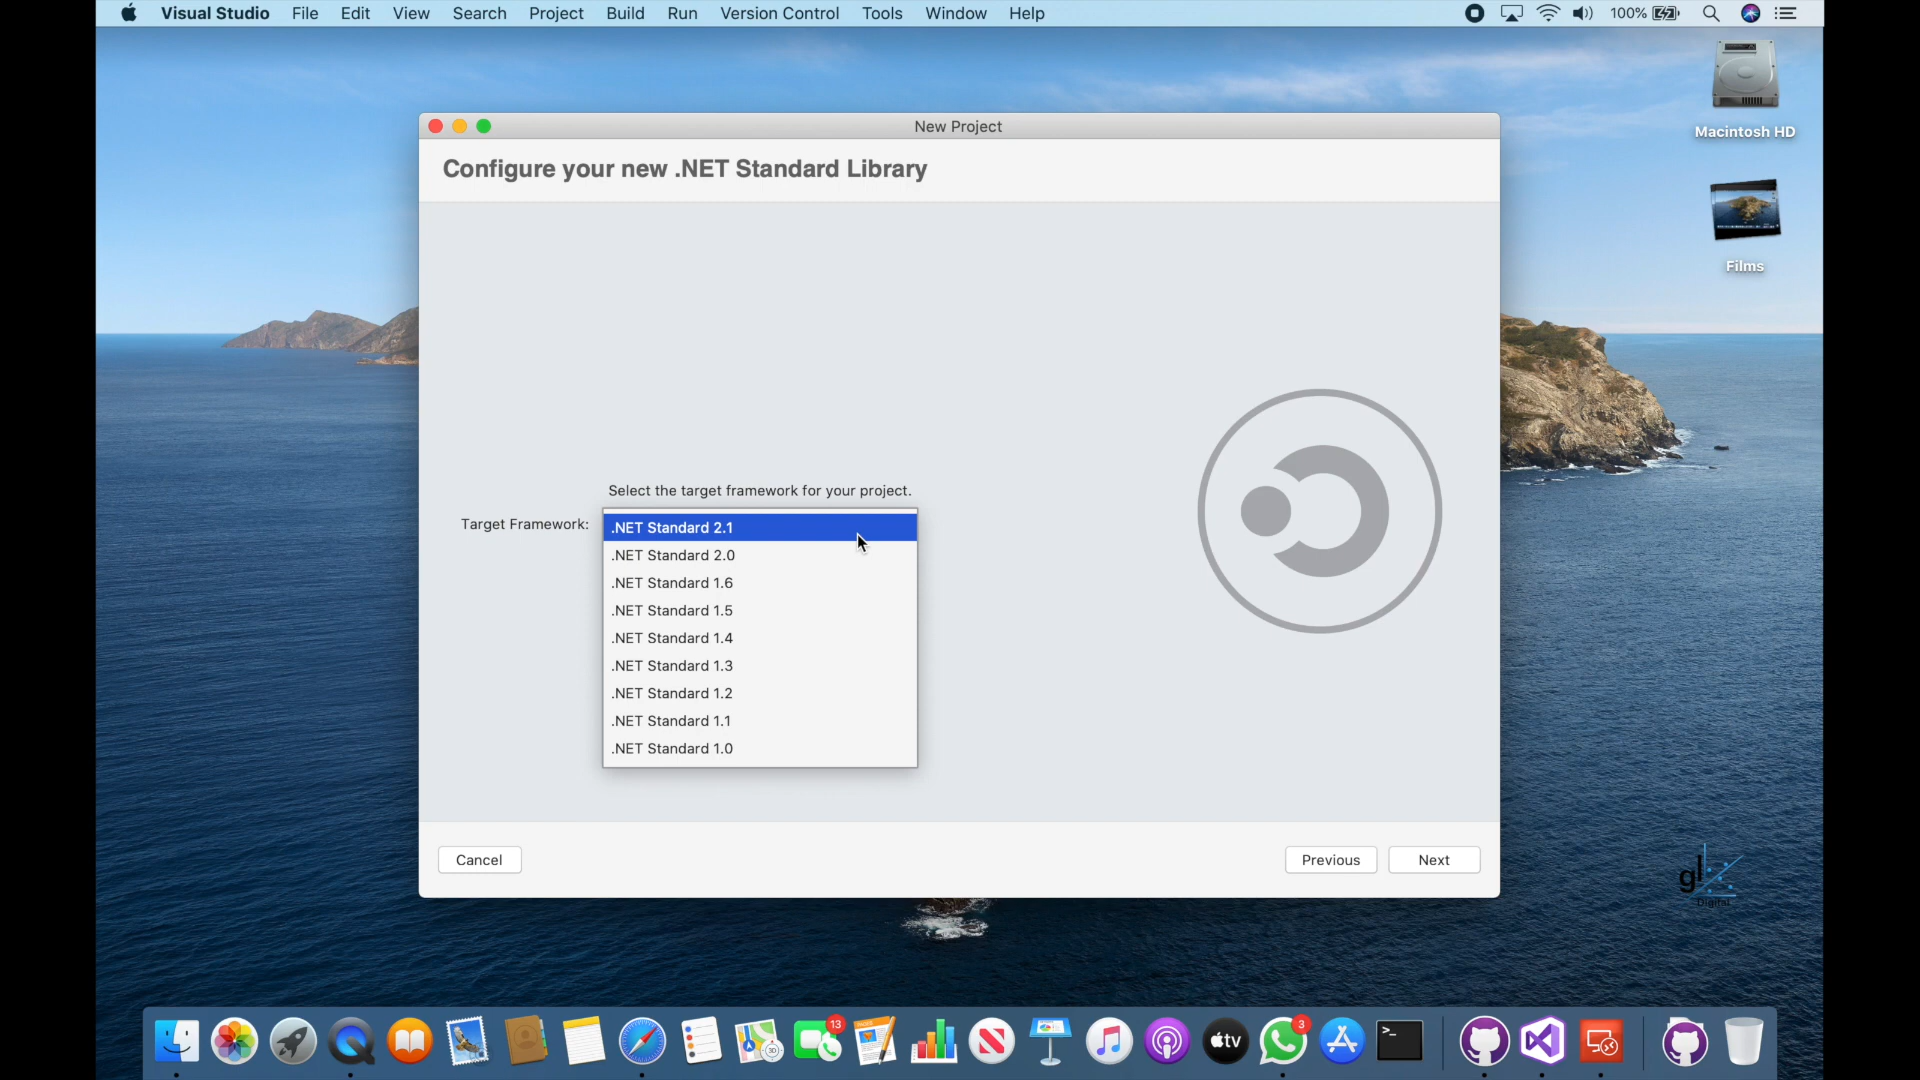 Visual Studio File Edit View Search Project Build Run Version Control Tools Window Help 100%
Macintosh HD
Films
New Project
Configure your new .NET Standard Library
Select the target framework for your project.
Target Framework:
.NET Standard 2.1
.NET Standard 2.0
.NET Standard 1.6
.NET Standard 1.5
.NET Standard 1.4
.NET Standard 1.3
.NET Standard 1.2
.NET Standard 1.1
.NET Standard 1.0
Cancel Previous Next
gl
Digital
13
3
tv
3D